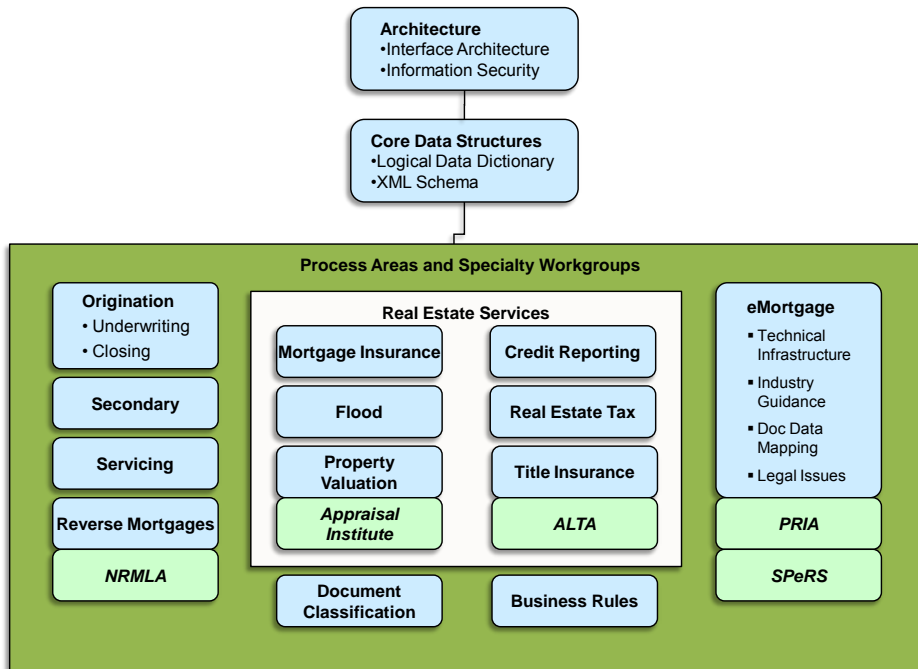 Architecture
•Interface Architecture
•Information Security
Core Data Structures
•Logical Data Dictionary
•XML Schema
Process Areas and Specialty Workgroups
Origination
• Underwriting
• Closing
Secondary
Servicing
Reverse Mortgages
NRMLA
Real Estate Services
Mortgage Insurance
Flood
Property
Valuation
Appraisal
Institute
Credit Reporting
Real Estate Tax
Title Insurance
ALTA
Document
Classification
Business Rules
eMortgage
▪ Technical
Infrastructure
▪ Industry
Guidance
▪ Doc Data
Mapping
▪ Legal Issues
PRIA
SPeRS